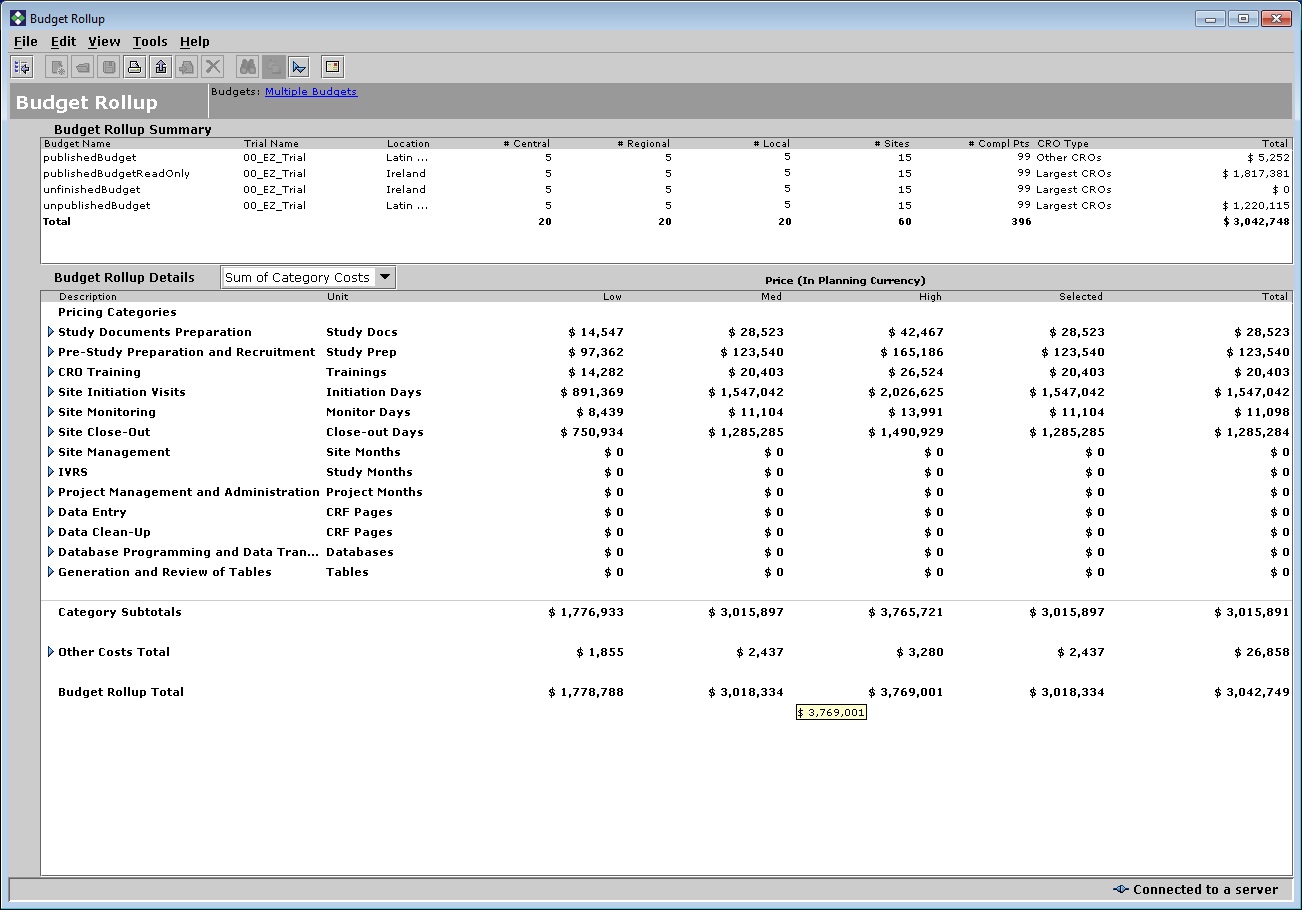 Budget Rollup
File Edit View Tools Help
Budget Rollup
Budgets: Multiple Budgets
Budget Rollup Summary
Budget Name Trial Name Location # Central # Regional # Local # Sites # Compl Pts CRO Type Total
publishedBudget 00_EZ_Trial Latin ... 5 5 5 15 99 Other CROs $ 5,252
publishedBudgetReadOnly 00_EZ_Trial Ireland 5 5 5 15 99 Largest CROs $ 1,817,381
unfinishedBudget 00_EZ_Trial Ireland 5 5 5 15 99 Largest CROs $ 0
unpublishedBudget 00_EZ_Trial Latin ... 5 5 5 15 99 Largest CROs $ 1,220,115
Total 20 20 20 60 396 $ 3,042,748
Budget Rollup Details Sum of Category Costs Price (In Planning Currency)
Description Unit Low Med High Selected Total
Pricing Categories
Study Documents Preparation Study Docs $ 14,547 $ 28,523 $ 42,467 $ 28,523 $ 28,523
Pre-Study Preparation and Recruitment Study Prep $ 97,362 $ 123,540 $ 165,186 $ 123,540 $ 123,540
CRO Training Trainings $ 14,282 $ 20,403 $ 26,524 $ 20,403 $ 20,403
Site Initiation Visits Initiation Days $ 891,369 $ 1,547,042 $ 2,026,625 $ 1,547,042 $ 1,547,042
Site Monitoring Monitor Days $ 8,439 $ 11,104 $ 13,991 $ 11,104 $ 11,098
Site Close-Out Close-out Days $ 750,934 $ 1,285,285 $ 1,490,929 $ 1,285,285 $ 1,285,284
Site Management Site Months $ 0 $ 0 $ 0 $ 0 $ 0
IVRS Study Months $ 0 $ 0 $ 0 $ 0 $ 0
Project Management and Administration Project Months $ 0 $ 0 $ 0 $ 0 $ 0
Data Entry CRF Pages $ 0 $ 0 $ 0 $ 0 $ 0
Data Clean-Up CRF Pages $ 0 $ 0 $ 0 $ 0 $ 0
Database Programming and Data Tran... Databases $ 0 $ 0 $ 0 $ 0 $ 0
Generation and Review of Tables Tables $ 0 $ 0 $ 0 $ 0 $ 0
Category Subtotals $ 1,776,933 $ 3,015,897 $ 3,765,721 $ 3,015,897 $ 3,015,891
Other Costs Total $ 1,855 $ 2,437 $ 3,280 $ 2,437 $ 26,858
Budget Rollup Total $ 1,778,788 $ 3,018,334 $ 3,769,001 $ 3,018,334 $ 3,042,749
$ 3,769,001
Connected to a server